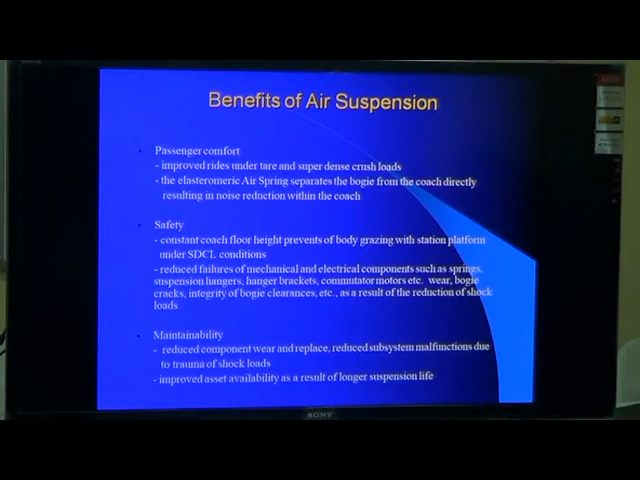 Benefits of Air Suspension
• Passenger comfort
- improved rides under tare and super dense crush loads
- the elasteromeric Air Spring separates the bogie from the coach directly
resulting in noise reduction within the coach
• Safety
- constant coach floor height prevents of body grazing with station platform
under SDCL conditions
- reduced failures of mechanical and electrical components such as springs,
suspension hangers, hanger brackets, commutator motors etc. wear, bogie
cracks, integrity of bogie clearances, etc., as a result of the reduction of shock
loads
• Maintainability
- reduced component wear and replace, reduced subsystem malfunctions due
to trauma of shock loads
- improved asset availability as a result of longer suspension life
SONY